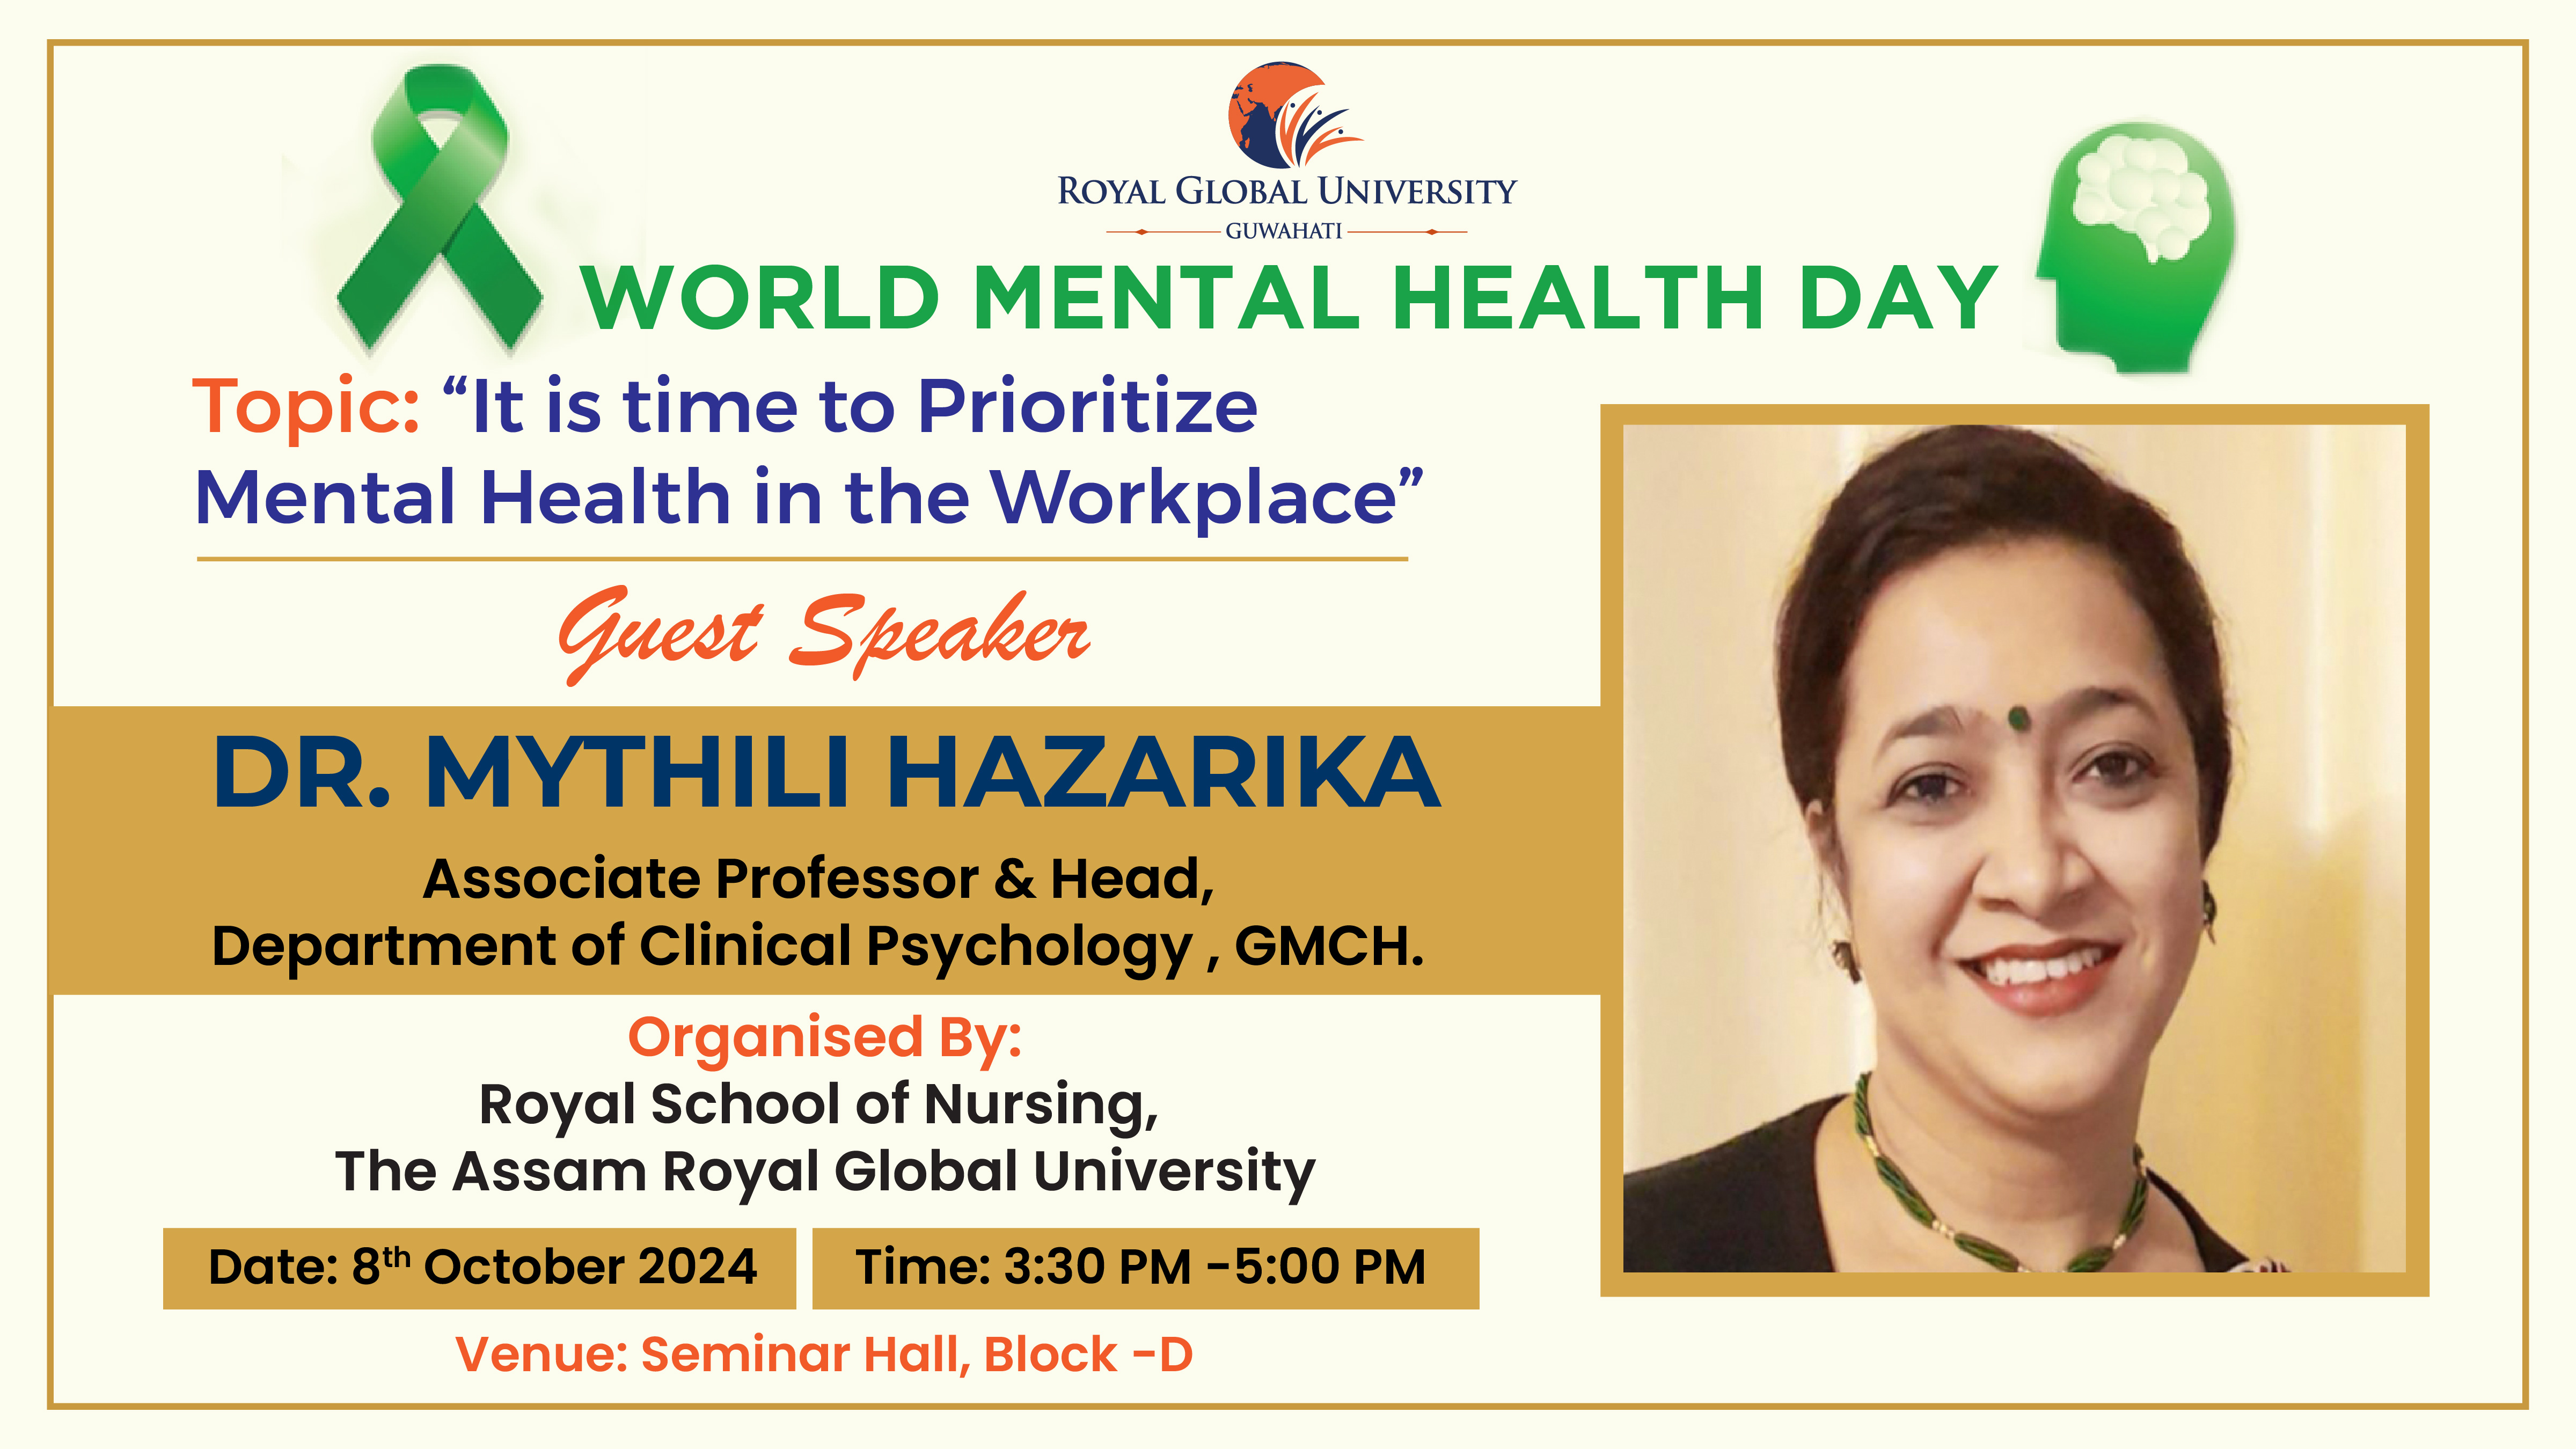 ROYAL GLOBAL UNIVERSITY
GUWAHATI
WORLD MENTAL HEALTH DAY
Topic: “It is time to Prioritize
Mental Health in the Workplace”
Guest Speaker
DR. MYTHILI HAZARIKA
Associate Professor & Head,
Department of Clinical Psychology , GMCH.
Organised By:
Royal School of Nursing,
The Assam Royal Global University
Date: 8th October 2024
Time: 3:30 PM -5:00 PM
Venue: Seminar Hall, Block -D